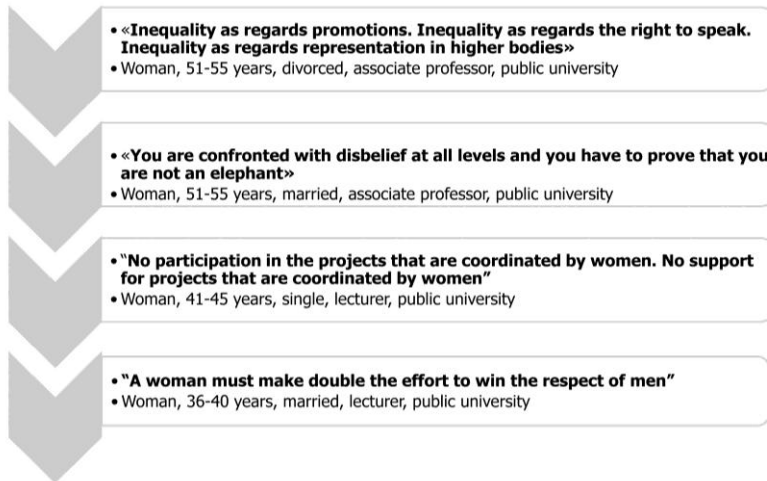 • «Inequality as regards promotions. Inequality as regards the right to speak.
Inequality as regards representation in higher bodies»
• Woman, 51-55 years, divorced, associate professor, public university
• «You are confronted with disbelief at all levels and you have to prove that you
are not an elephant»
• Woman, 51-55 years, married, associate professor, public university
• “No participation in the projects that are coordinated by women. No support
for projects that are coordinated by women”
• Woman, 41-45 years, single, lecturer, public university
• “A woman must make double the effort to win the respect of men”
• Woman, 36-40 years, married, lecturer, public university